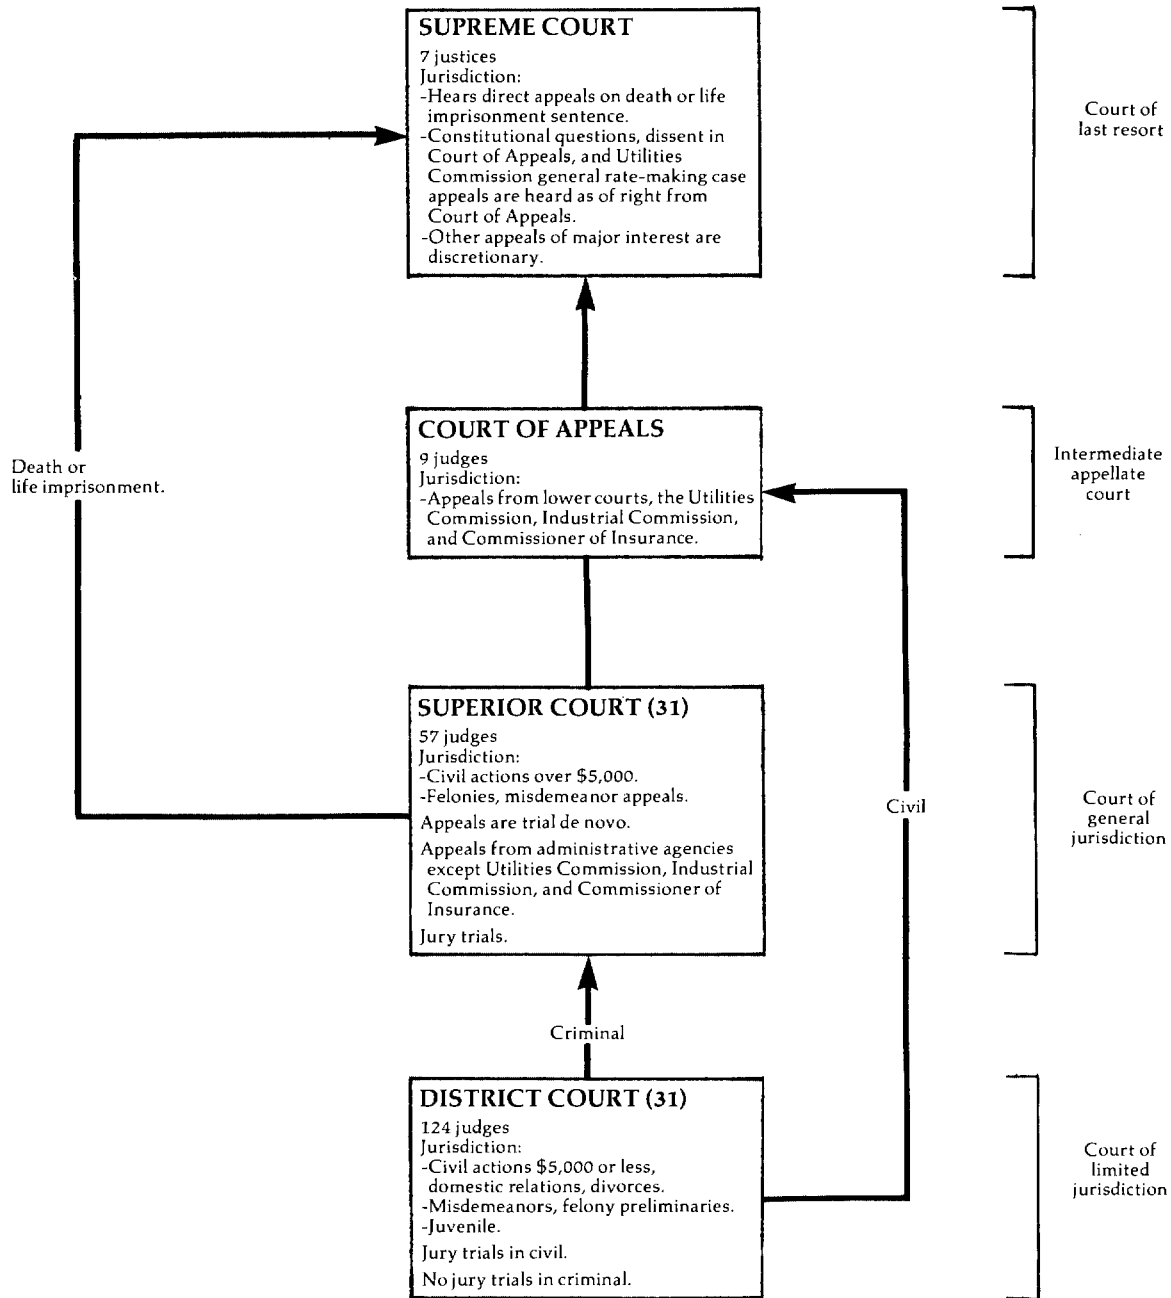 SUPREME COURT
7 justices
Jurisdiction:
-Hears direct appeals on death or life
imprisonment sentence.
-Constitutional questions, dissent in
Court of Appeals, and Utilities
Commission general rate-making case
appeals are heard as of right from
Court of Appeals.
-Other appeals of major interest are
discretionary.
Court of
last resort
COURT OF APPEALS
9 judges
Jurisdiction:
-Appeals from lower courts, the Utilities
Commission, Industrial Commission,
and Commissioner of Insurance.
Intermediate
appellate
court
Death or
life imprisonment.
SUPERIOR COURT (31)
57 judges
Jurisdiction:
-Civil actions over $5,000.
-Felonies, misdemeanor appeals.
Appeals are trial de novo.
Appeals from administrative agencies
except Utilities Commission, Industrial
Commission, and Commissioner of
Insurance.
Jury trials.
Civil
Court of
general
jurisdiction
Criminal
DISTRICT COURT (31)
124 judges
Jurisdiction:
-Civil actions $5,000 or less,
domestic relations, divorces.
-Misdemeanors, felony preliminaries.
-Juvenile.
Jury trials in civil.
No jury trials in criminal.
Court of
limited
jurisdiction